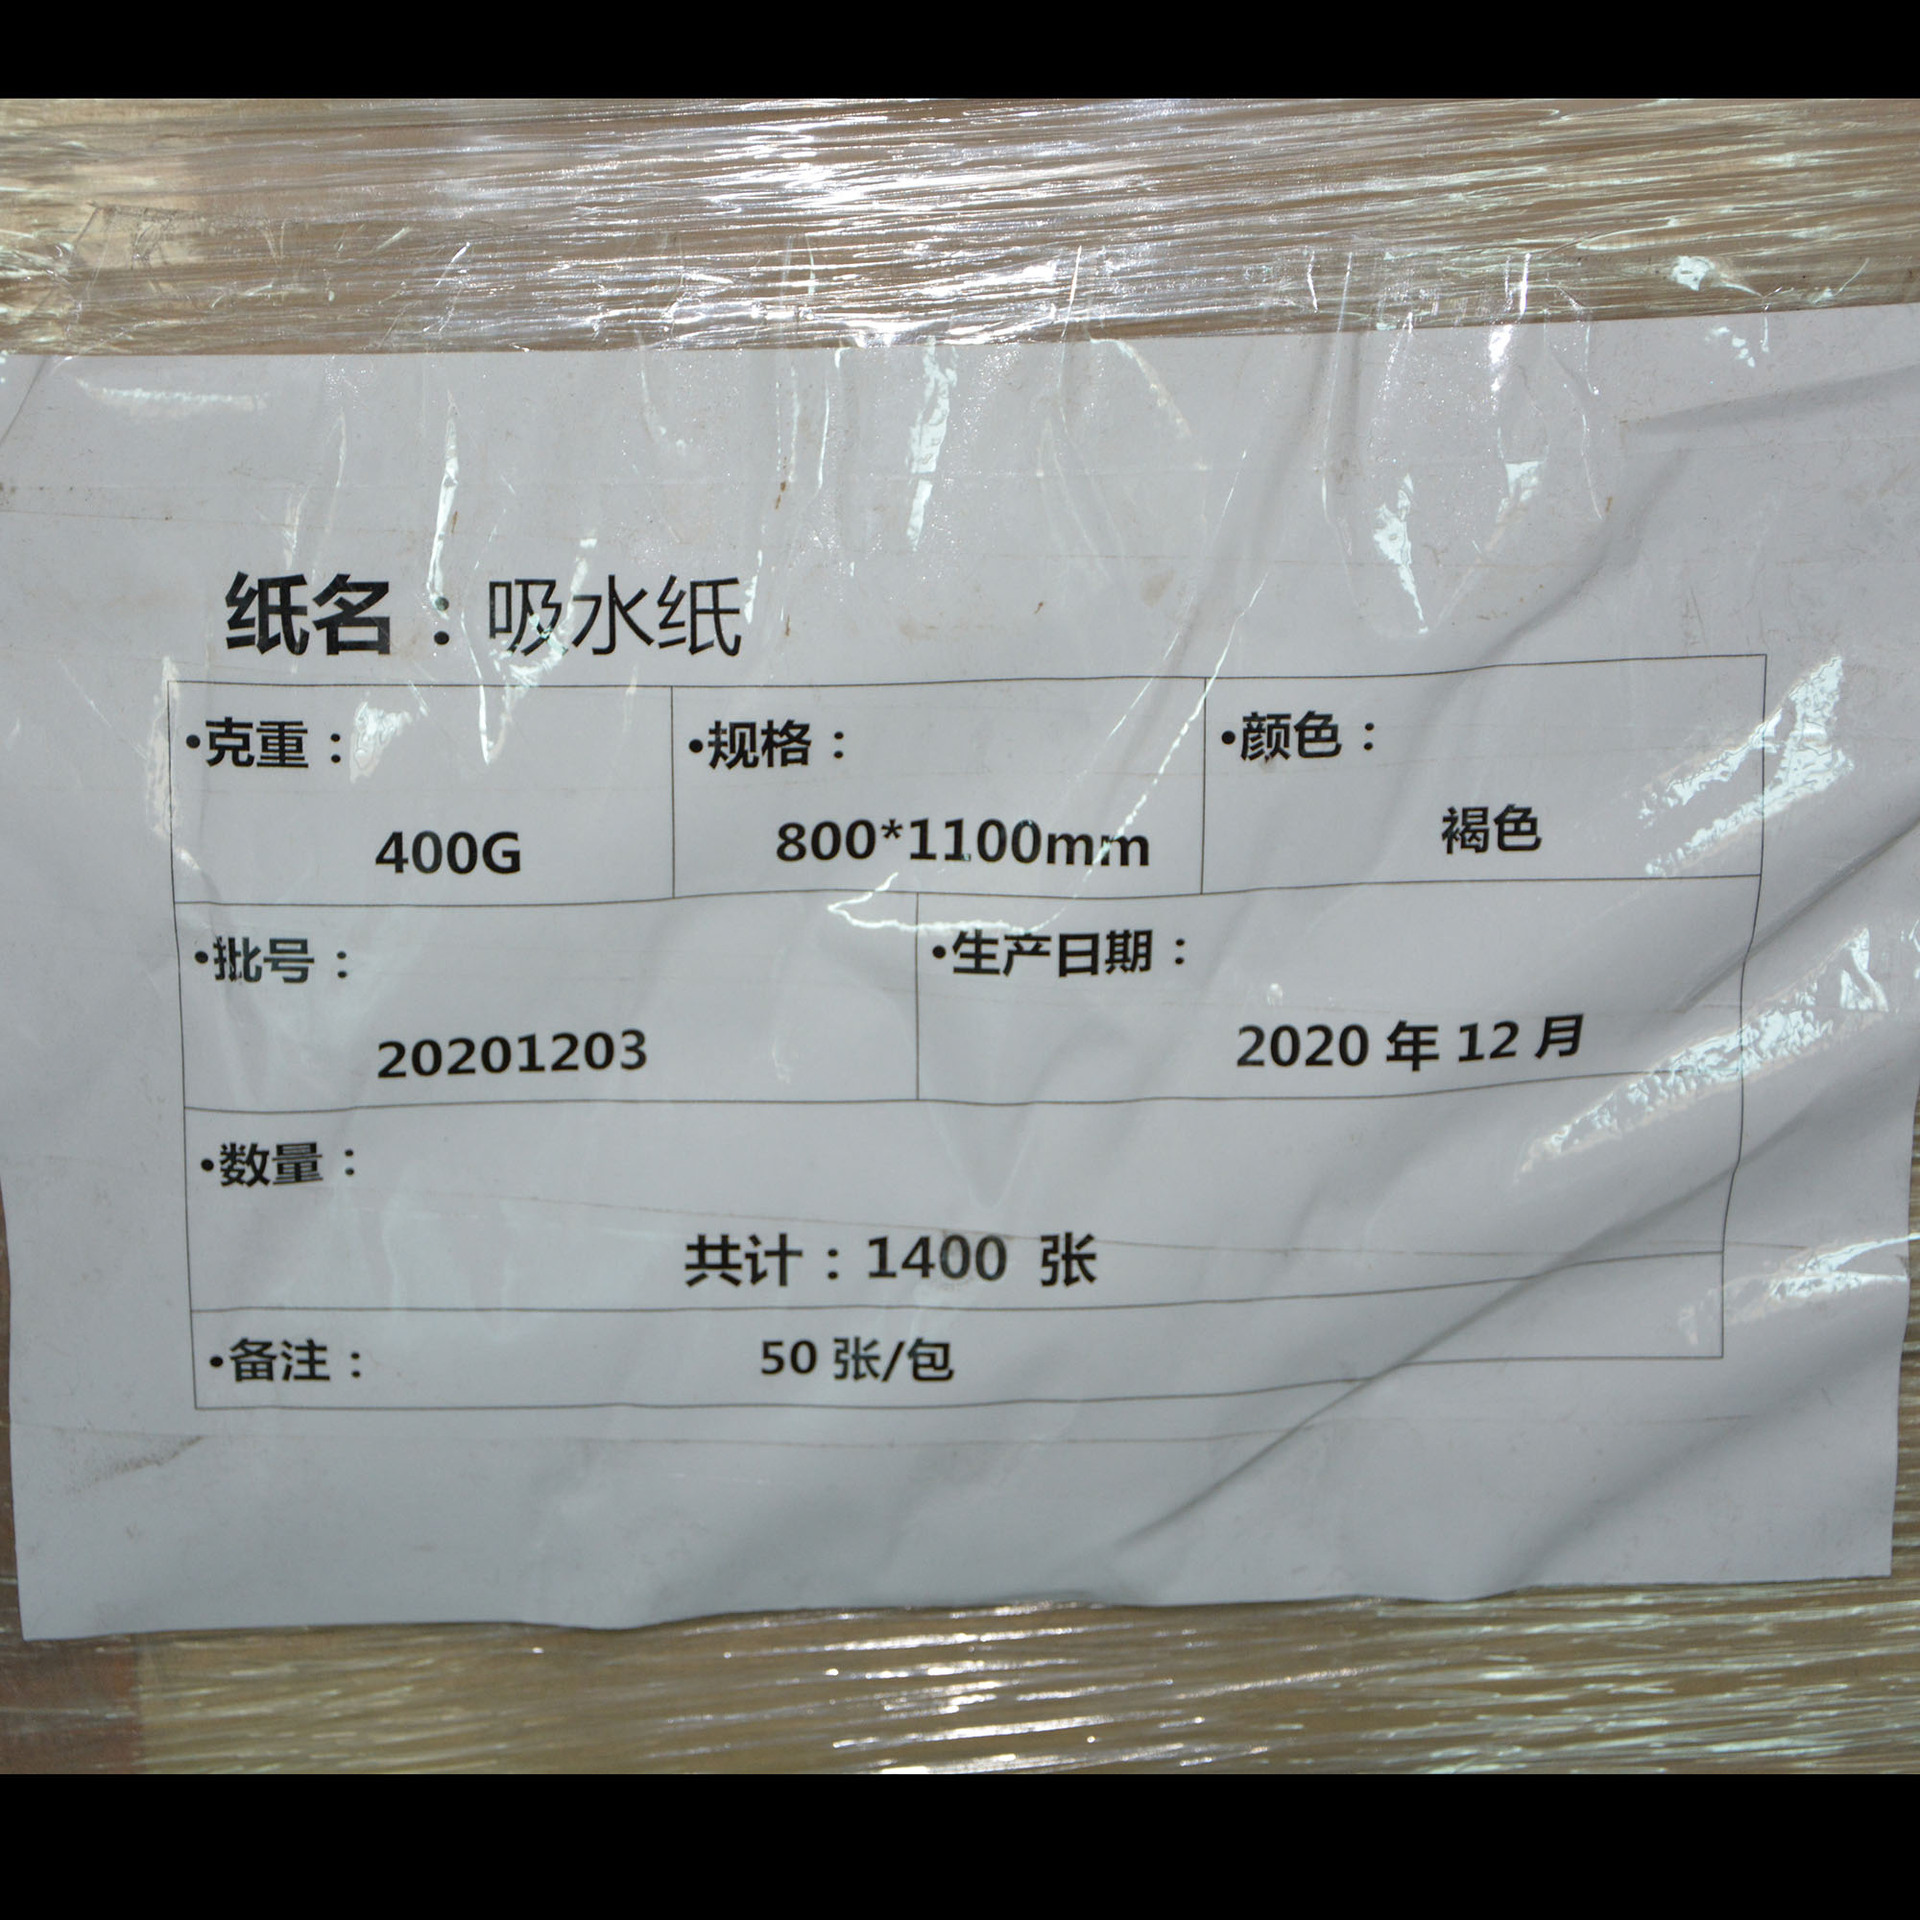 纸名：吸水纸
•克重： •规格： •颜色：
400G 800*1100mm 褐色
•批号： •生产日期：
20201203 2020 年 12 月
•数量：
共计：1400 张
•备注： 50 张/包